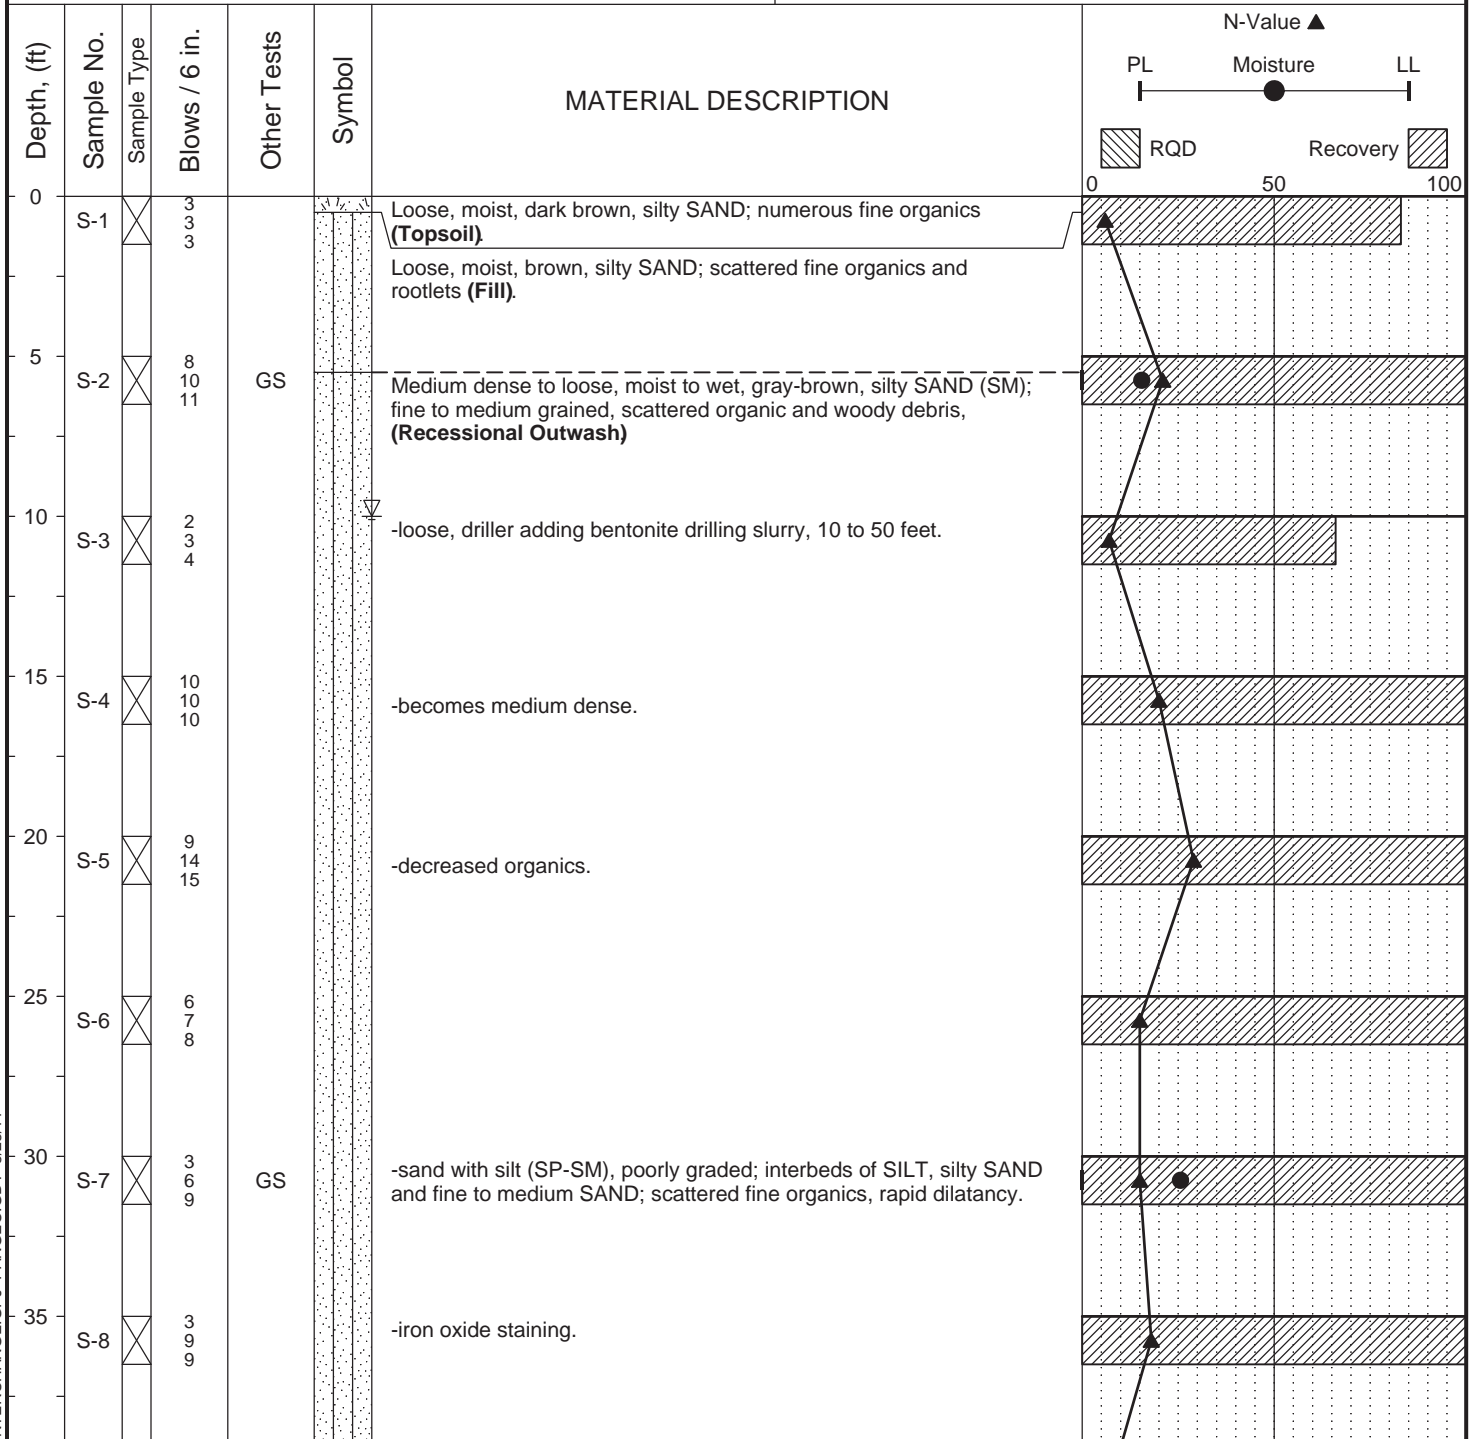 N-Value ▲
PL Moisture LL
RQD Recovery
0 50 100
Depth, (ft)
Sample No.
Sample Type
Blows / 6 in.
Other Tests
Symbol
MATERIAL DESCRIPTION
0
S-1
3
3
3
Loose, moist, dark brown, silty SAND; numerous fine organics
(Topsoil).
Loose, moist, brown, silty SAND; scattered fine organics and
rootlets (Fill).
5
S-2
8
10
11
GS
Medium dense to loose, moist to wet, gray-brown, silty SAND (SM);
fine to medium grained, scattered organic and woody debris,
(Recessional Outwash)
10
S-3
2
3
4
-loose, driller adding bentonite drilling slurry, 10 to 50 feet.
15
S-4
10
10
10
-becomes medium dense.
20
S-5
9
14
15
-decreased organics.
25
S-6
6
7
8
30
S-7
3
6
9
GS
-sand with silt (SP-SM), poorly graded; interbeds of SILT, silty SAND
and fine to medium SAND; scattered fine organics, rapid dilatancy.
35
S-8
3
9
9
-iron oxide staining.